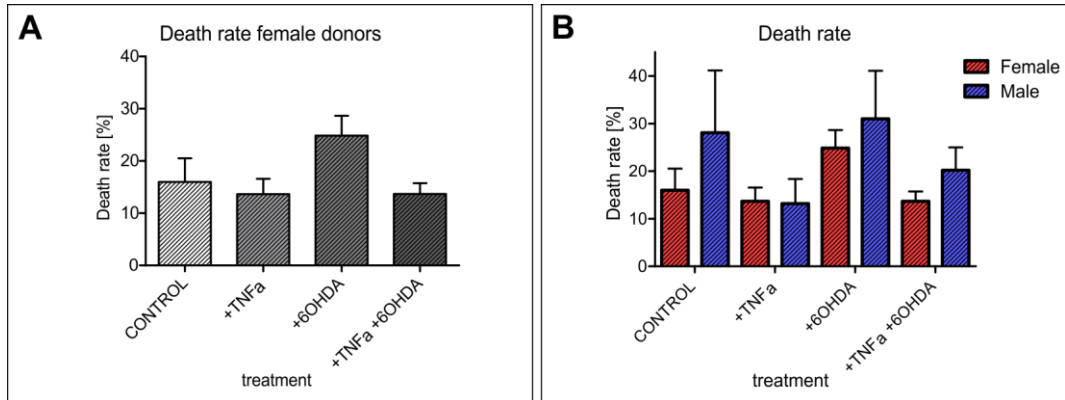 A
Death rate female donors
Death rate [%]
40
30
20
10
0
CONTROL
+TNFa
+6OHDA
+TNFa +6OHDA
treatment
B
Death rate
Female
Male
Death rate [%]
40
30
20
10
0
CONTROL
+TNFa
+6OHDA
+TNFa +6OHDA
treatment